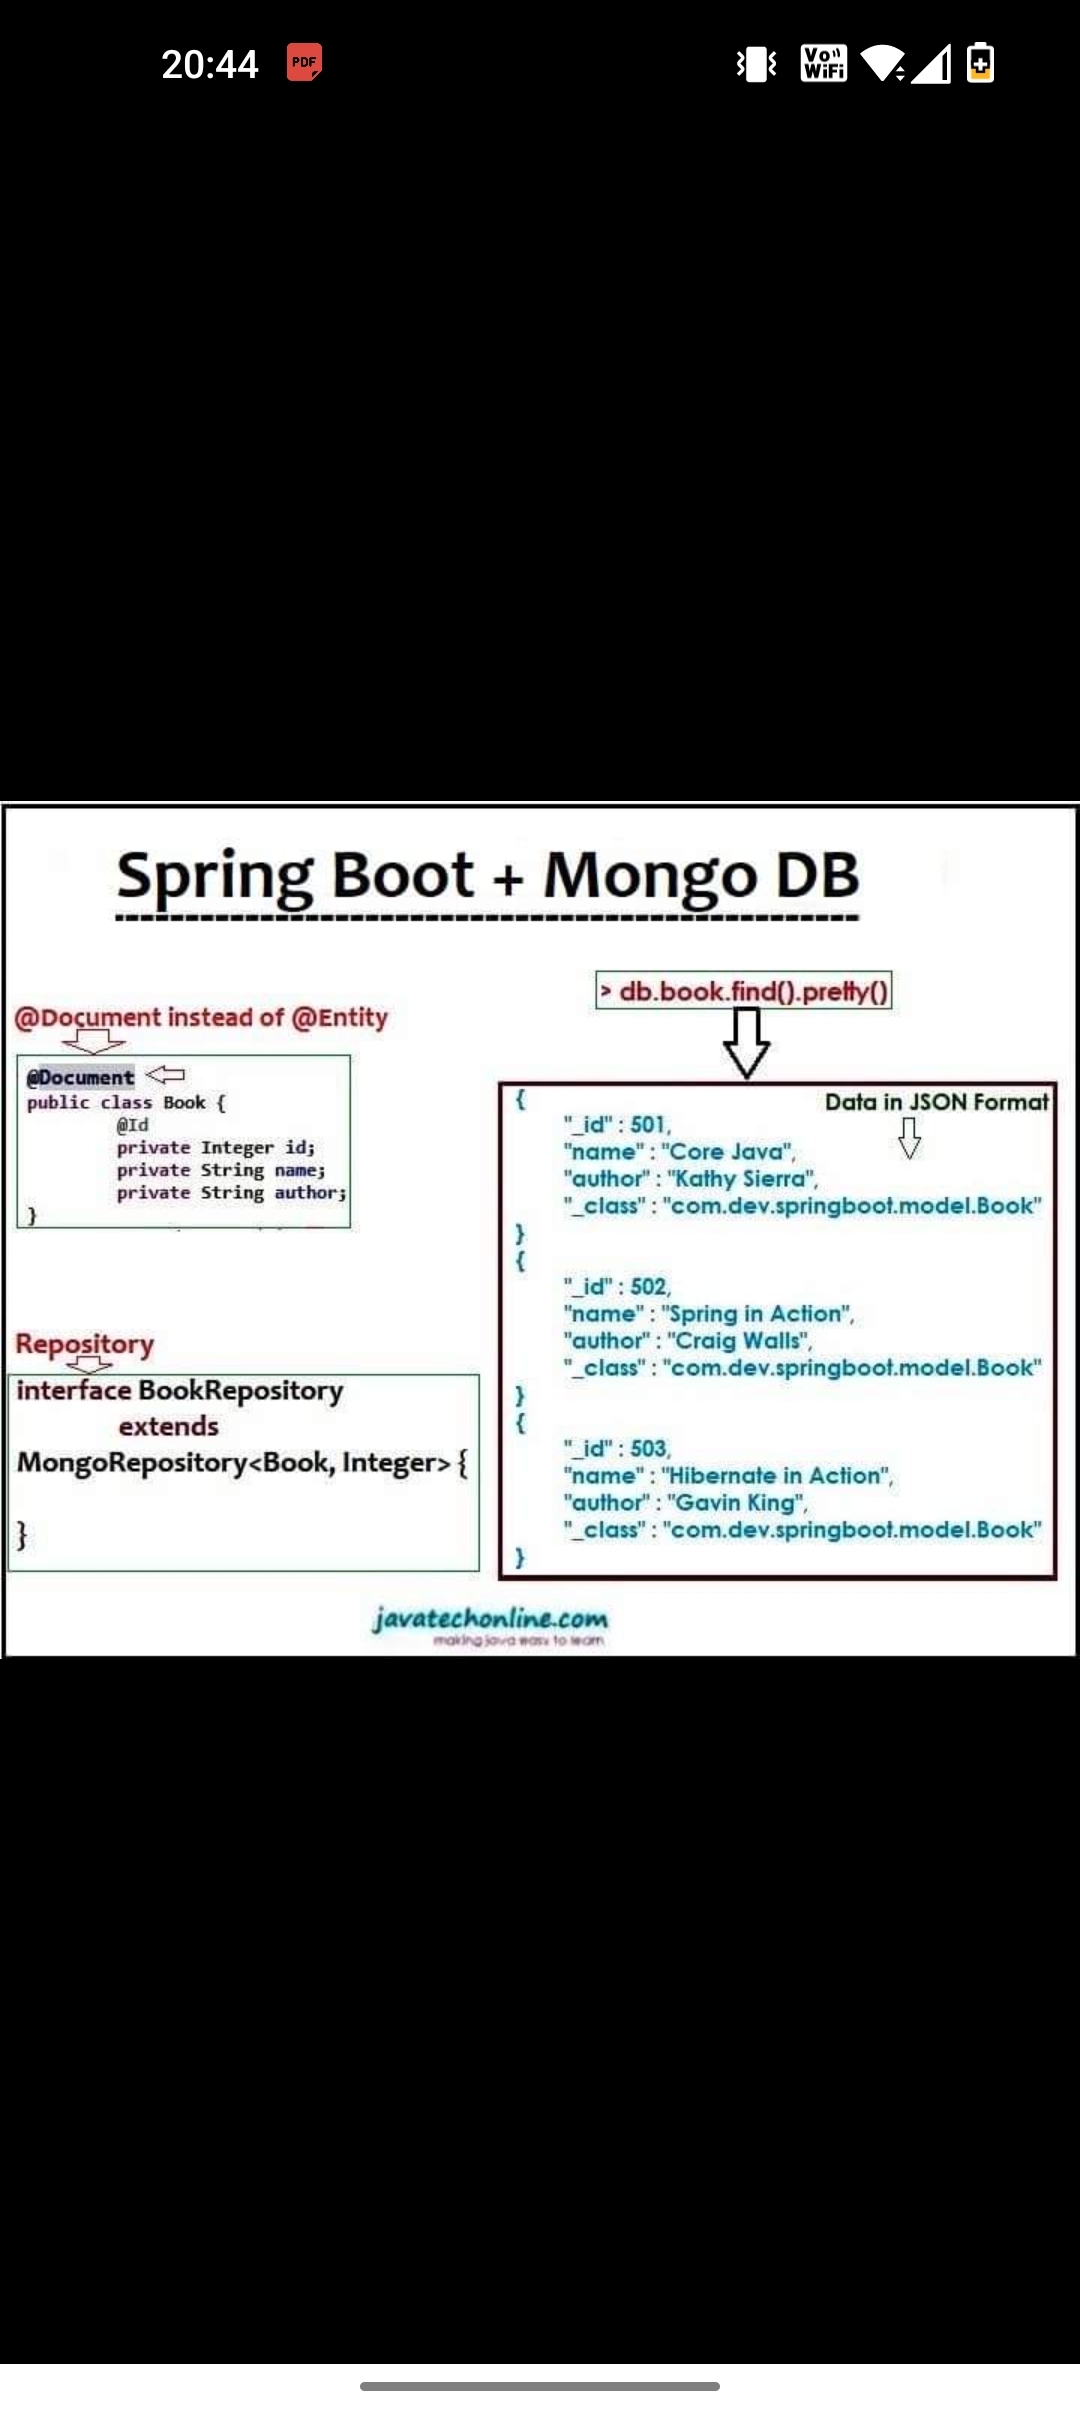 20:44
PDF
Vo
WiFi
Spring Boot + Mongo DB
@Document instead of @Entity
@Document
public class Book {
@Id
private Integer id;
private String name;
private String author;
}
Repository
interface BookRepository
extends
MongoRepository<Book, Integer> {
}
> db.book.find().pretty()
Data in JSON Format
{
"_id" : 501,
"name" : "Core Java",
"author" : "Kathy Sierra",
"_class" : "com.dev.springboot.model.Book"
}
{
"_id" : 502,
"name" : "Spring in Action",
"author" : "Craig Walls",
"_class" : "com.dev.springboot.model.Book"
}
{
"_id" : 503,
"name" : "Hibernate in Action",
"author" : "Gavin King",
"_class" : "com.dev.springboot.model.Book"
}
javatechonline.com
making java easy to learn